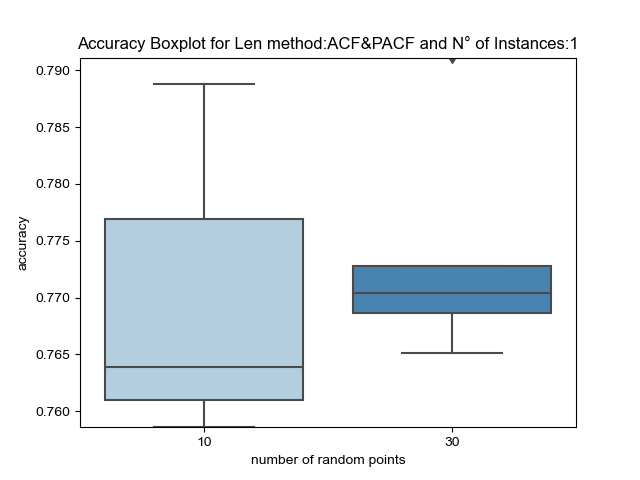 Accuracy Boxplot for Len method:ACF&PACF and N° of Instances:1
0.790
0.785
0.780
0.775
0.770
0.765
0.760
accuracy
10 30
number of random points